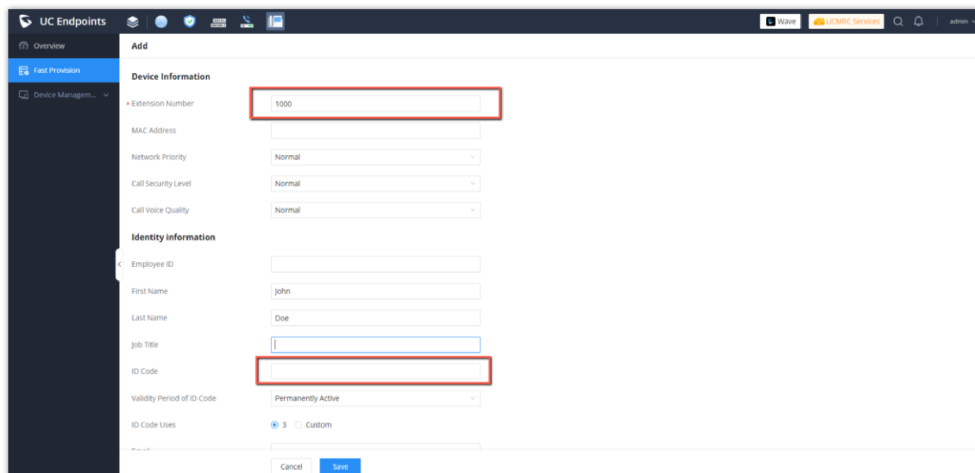 UC Endpoints
Wave
UCMRC Services
admin
Overview
Fast Provision
Device Managem...
Add
Device Information
* Extension Number 1000
MAC Address
Network Priority Normal
Call Security Level Normal
Call Voice Quality Normal
Identity information
Employee ID
First Name John
Last Name Doe
Job Title
ID Code
Validity Period of ID Code Permanently Active
ID Code Uses 3 Custom
Cancel Save